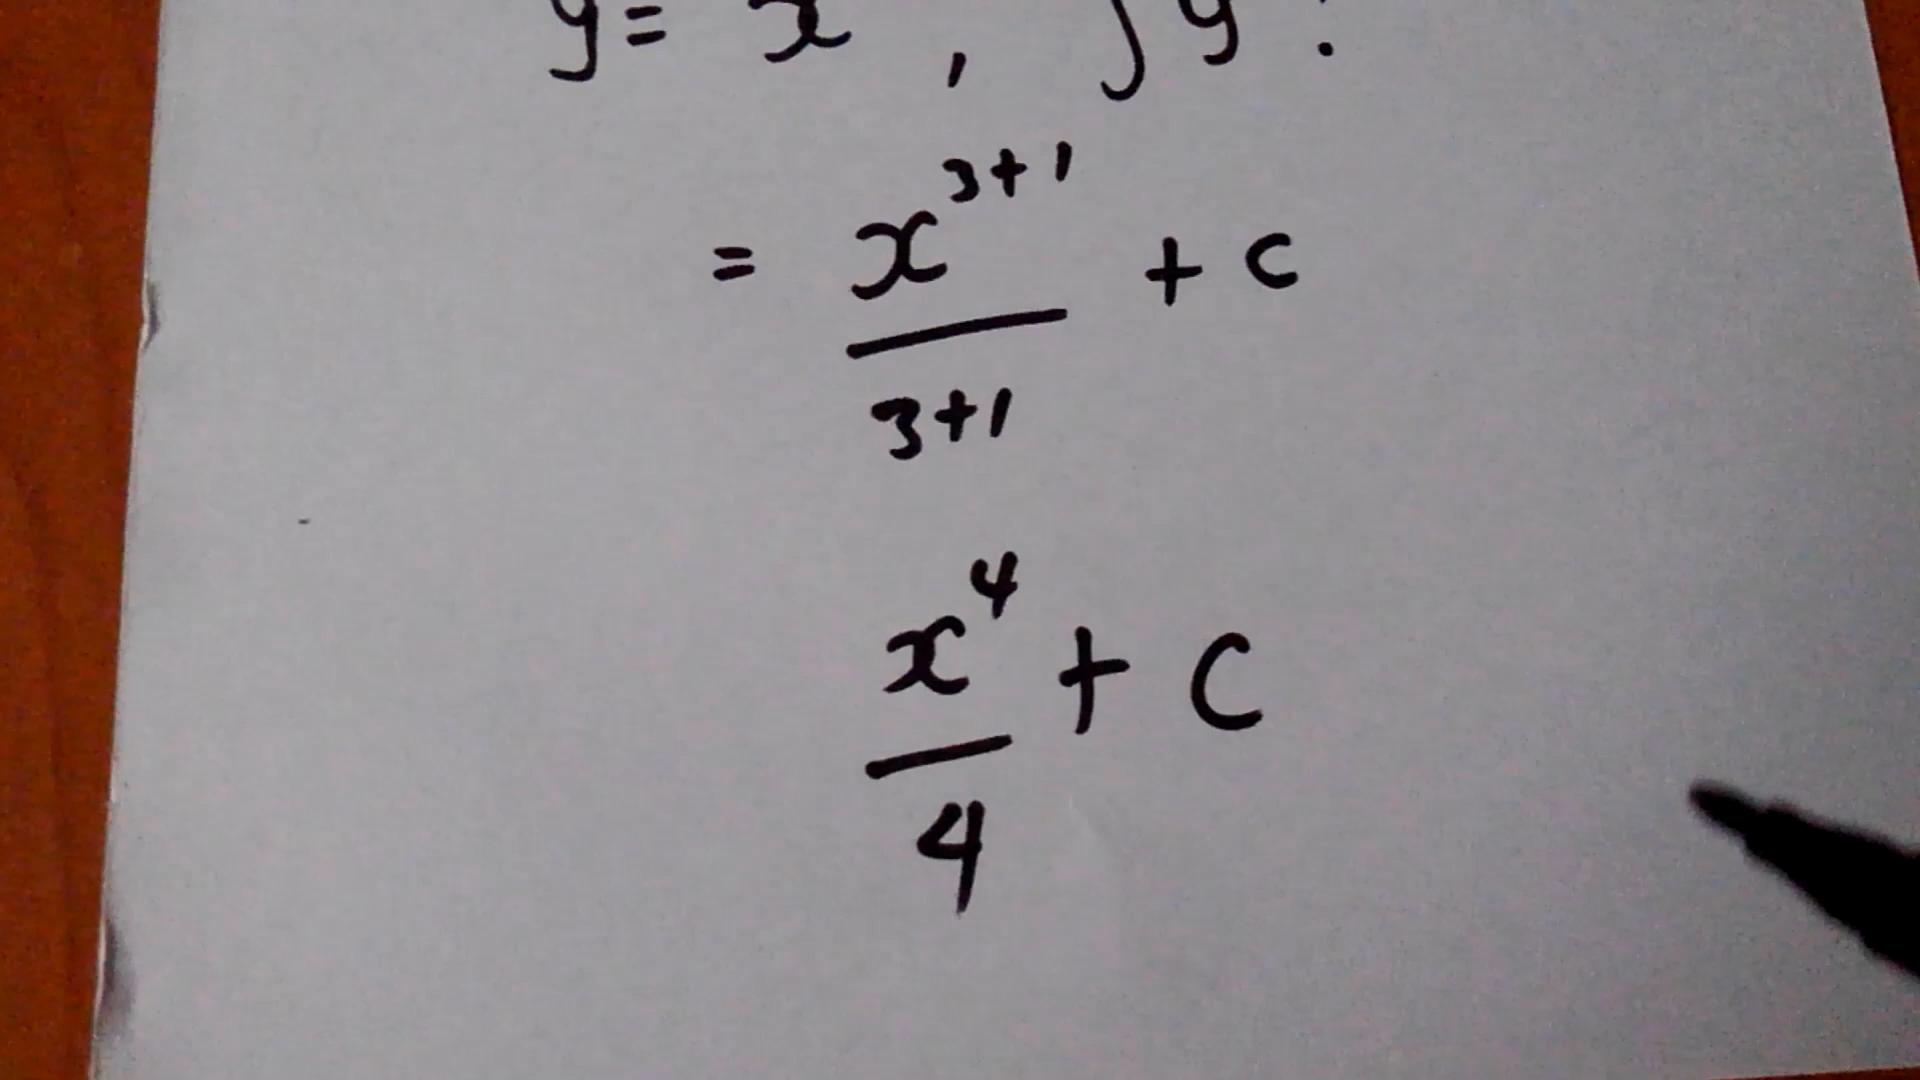 y = x , ∫ y ?
= x^{3+1} / 3+1 + c
x^4 / 4 + c